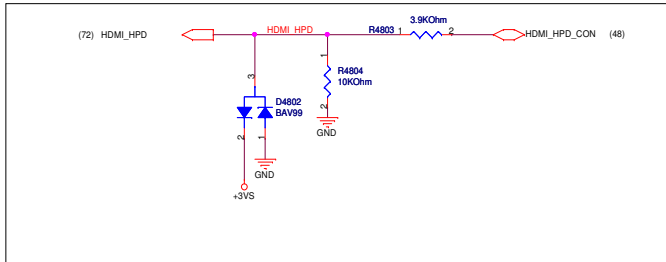 3.9KOhm
(72) HDMI_HPD
HDMI_HPD
R4803
1
2
HDMI_HPD_CON (48)
1
R4804
10KOhm
2
GND
3
D4802
BAV99
2
1
GND
+3VS